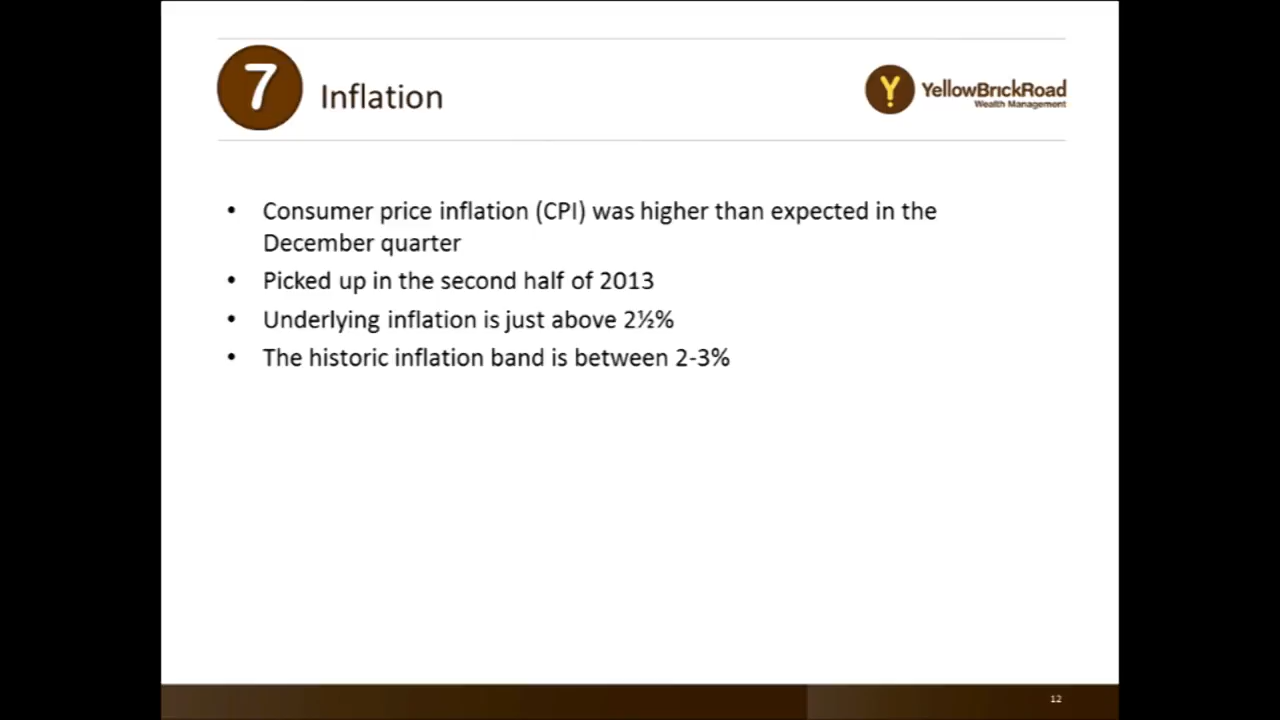 7
Inflation
Y
YellowBrickRoad
Wealth Management
• Consumer price inflation (CPI) was higher than expected in the
December quarter
• Picked up in the second half of 2013
• Underlying inflation is just above 2½%
• The historic inflation band is between 2-3%
12